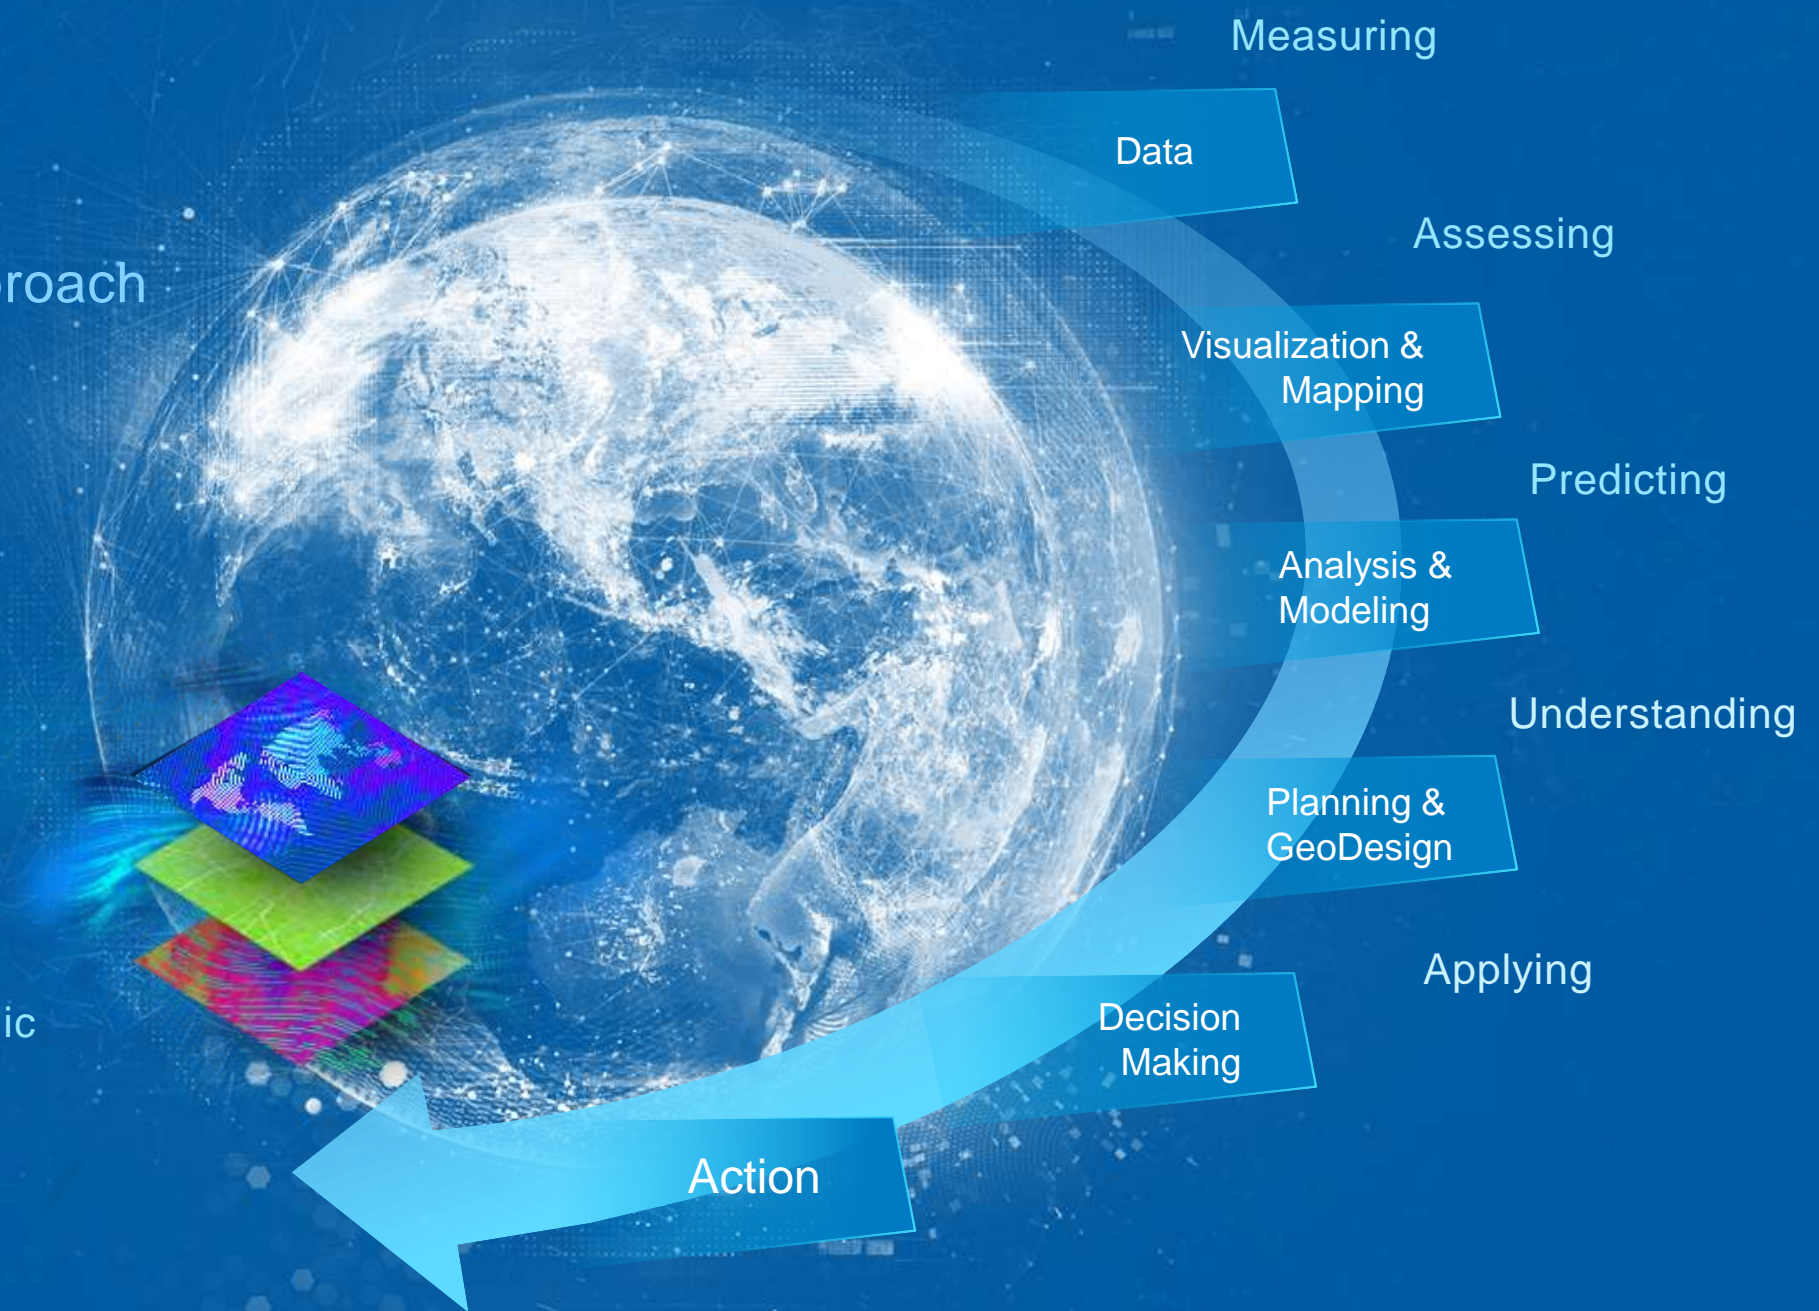 Measuring
Data
Assessing
roach
Visualization &
Mapping
Predicting
Analysis &
Modeling
Understanding
Planning &
GeoDesign
Applying
Decision
Making
ic
Action